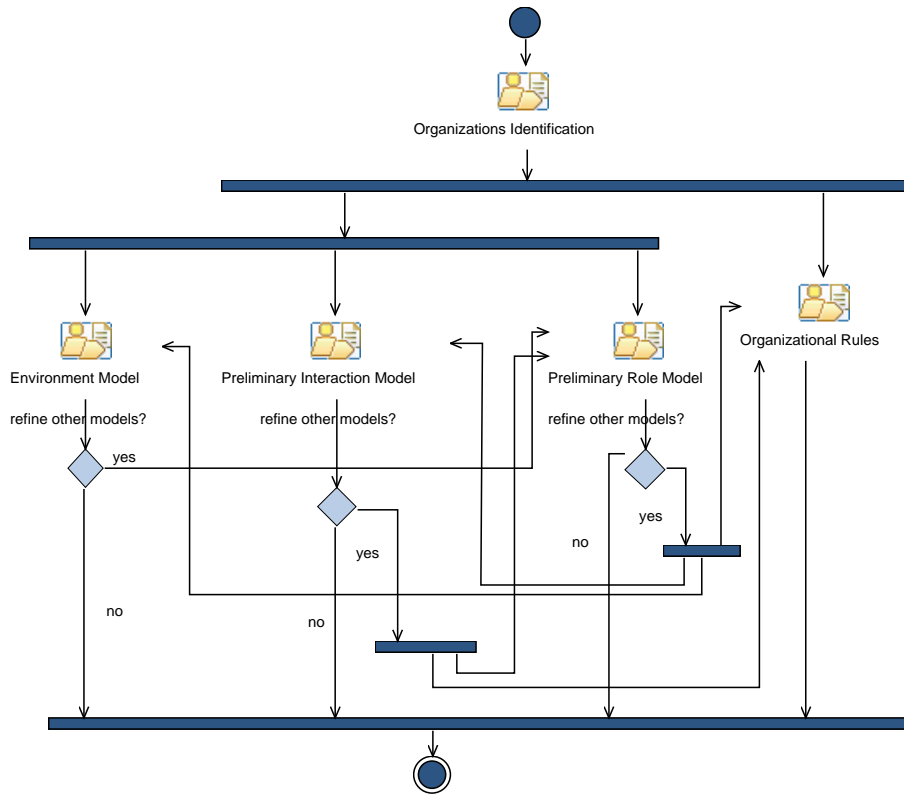 Organizations Identification
Organizational Rules
Environment Model
Preliminary Interaction Model
Preliminary Role Model
refine other models?
refine other models?
refine other models?
yes
yes
yes
no
no
no